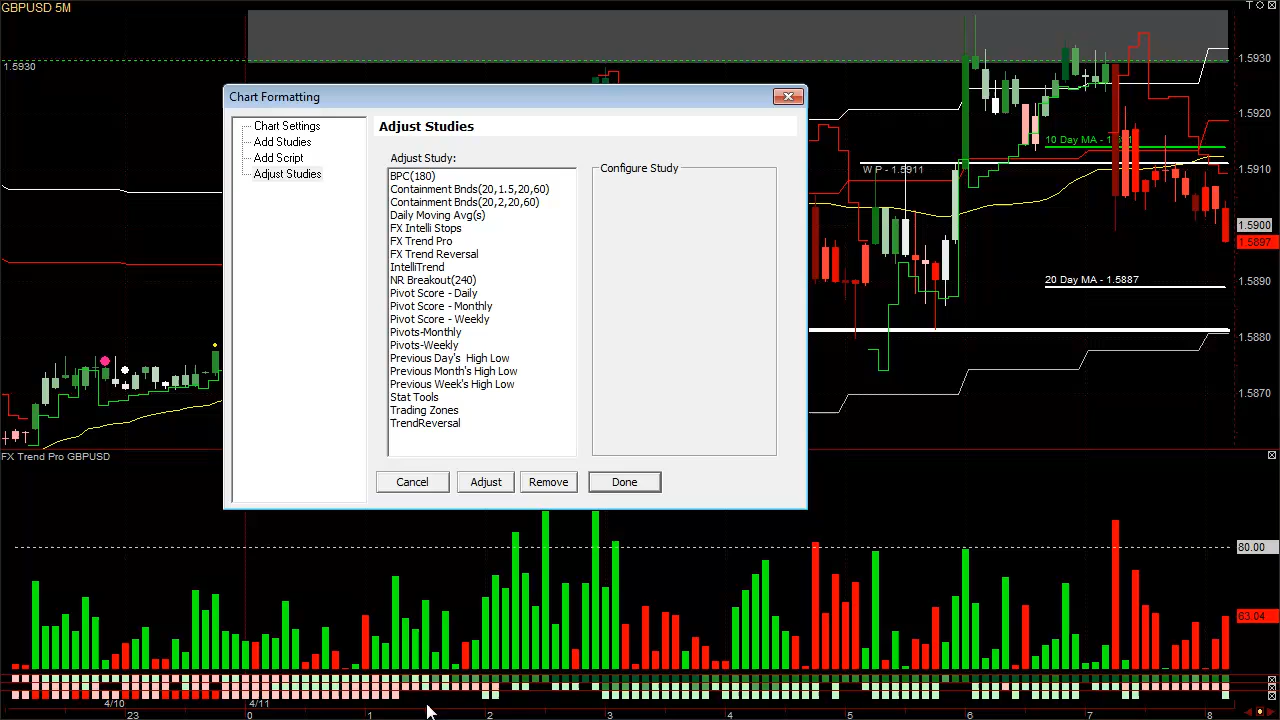 GBPUSD 5M
1.5930
1.5930
Chart Formatting
Chart Settings
Add Studies
Add Script
Adjust Studies
Adjust Studies
Adjust Study:
BPC(180)
Containment Bnds(20,1.5,20,60)
Containment Bnds(20,2,20,60)
Daily Moving Avg(s)
FX Intelli Stops
FX Trend Pro
FX Trend Reversal
IntelliTrend
NR Breakout(240)
Pivot Score - Daily
Pivot Score - Monthly
Pivot Score - Weekly
Pivots-Monthly
Pivots-Weekly
Previous Day's High Low
Previous Month's High Low
Previous Week's High Low
Stat Tools
Trading Zones
TrendReversal
Configure Study
Cancel
Adjust
Remove
Done
1.5920
10 Day MA -
W P - 1.5911
1.5910
1.5900
1.5897
20 Day MA - 1.5887
1.5890
1.5880
1.5870
FX Trend Pro GBPUSD
80.00
63.04
4/10
4/11
23 0 1 2 3 4 5 6 7 8